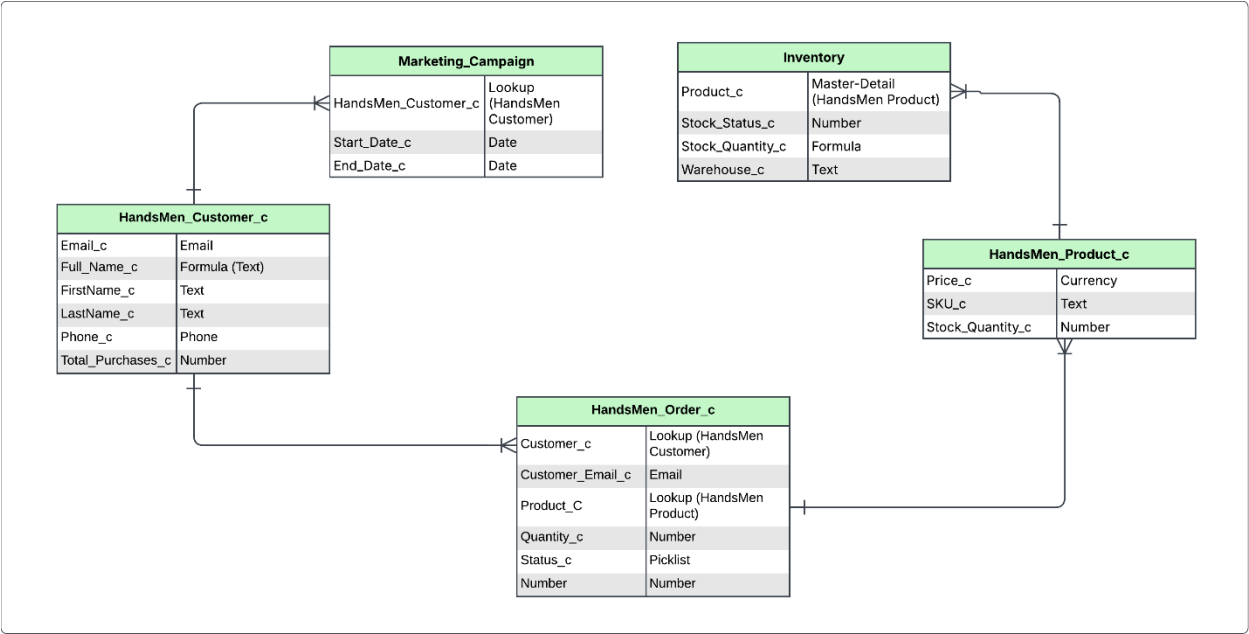 Marketing_Campaign
HandsMen_Customer_c
Lookup
(HandsMen
Customer)
Start_Date_c
Date
End_Date_c
Date
Inventory
Product_c
Master-Detail
(HandsMen Product)
Stock_Status_c
Number
Stock_Quantity_c
Formula
Warehouse_c
Text
HandsMen_Customer_c
Email_c
Email
Full_Name_c
Formula (Text)
FirstName_c
Text
LastName_c
Text
Phone_c
Phone
Total_Purchases_c
Number
HandsMen_Product_c
Price_c
Currency
SKU_c
Text
Stock_Quantity_c
Number
HandsMen_Order_c
Customer_c
Lookup (HandsMen
Customer)
Customer_Email_c
Email
Product_C
Lookup (HandsMen
Product)
Quantity_c
Number
Status_c
Picklist
Number
Number